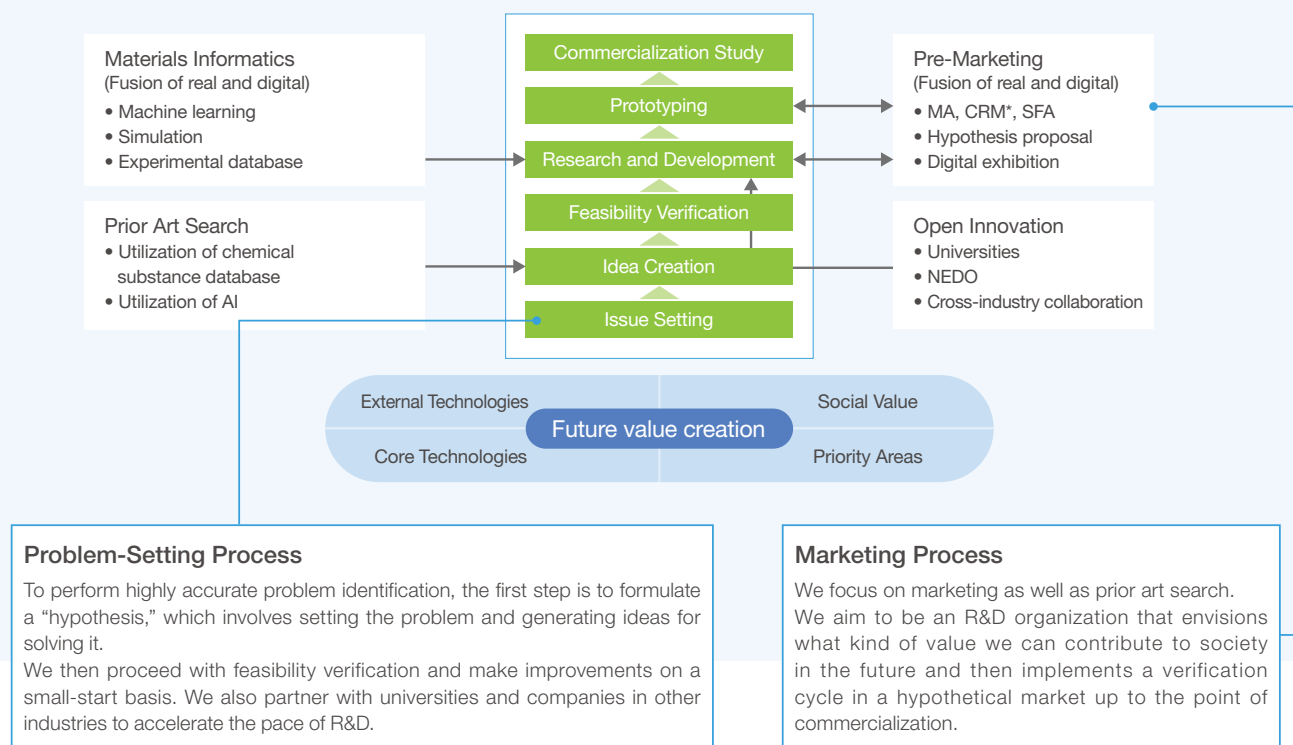 Materials Informatics
(Fusion of real and digital)
• Machine learning
• Simulation
• Experimental database
Prior Art Search
• Utilization of chemical
substance database
• Utilization of AI
Commercialization Study
Prototyping
Research and Development
Feasibility Verification
Idea Creation
Issue Setting
Pre-Marketing
(Fusion of real and digital)
• MA, CRM*, SFA
• Hypothesis proposal
• Digital exhibition
Open Innovation
• Universities
• NEDO
• Cross-industry collaboration
External Technologies
Social Value
Future value creation
Core Technologies
Priority Areas
Problem-Setting Process
To perform highly accurate problem identification, the first step is to formulate
a “hypothesis,” which involves setting the problem and generating ideas for
solving it.
We then proceed with feasibility verification and make improvements on a
small-start basis. We also partner with universities and companies in other
industries to accelerate the pace of R&D.
Marketing Process
We focus on marketing as well as prior art search.
We aim to be an R&D organization that envisions
what kind of value we can contribute to society
in the future and then implements a verification
cycle in a hypothetical market up to the point of
commercialization.